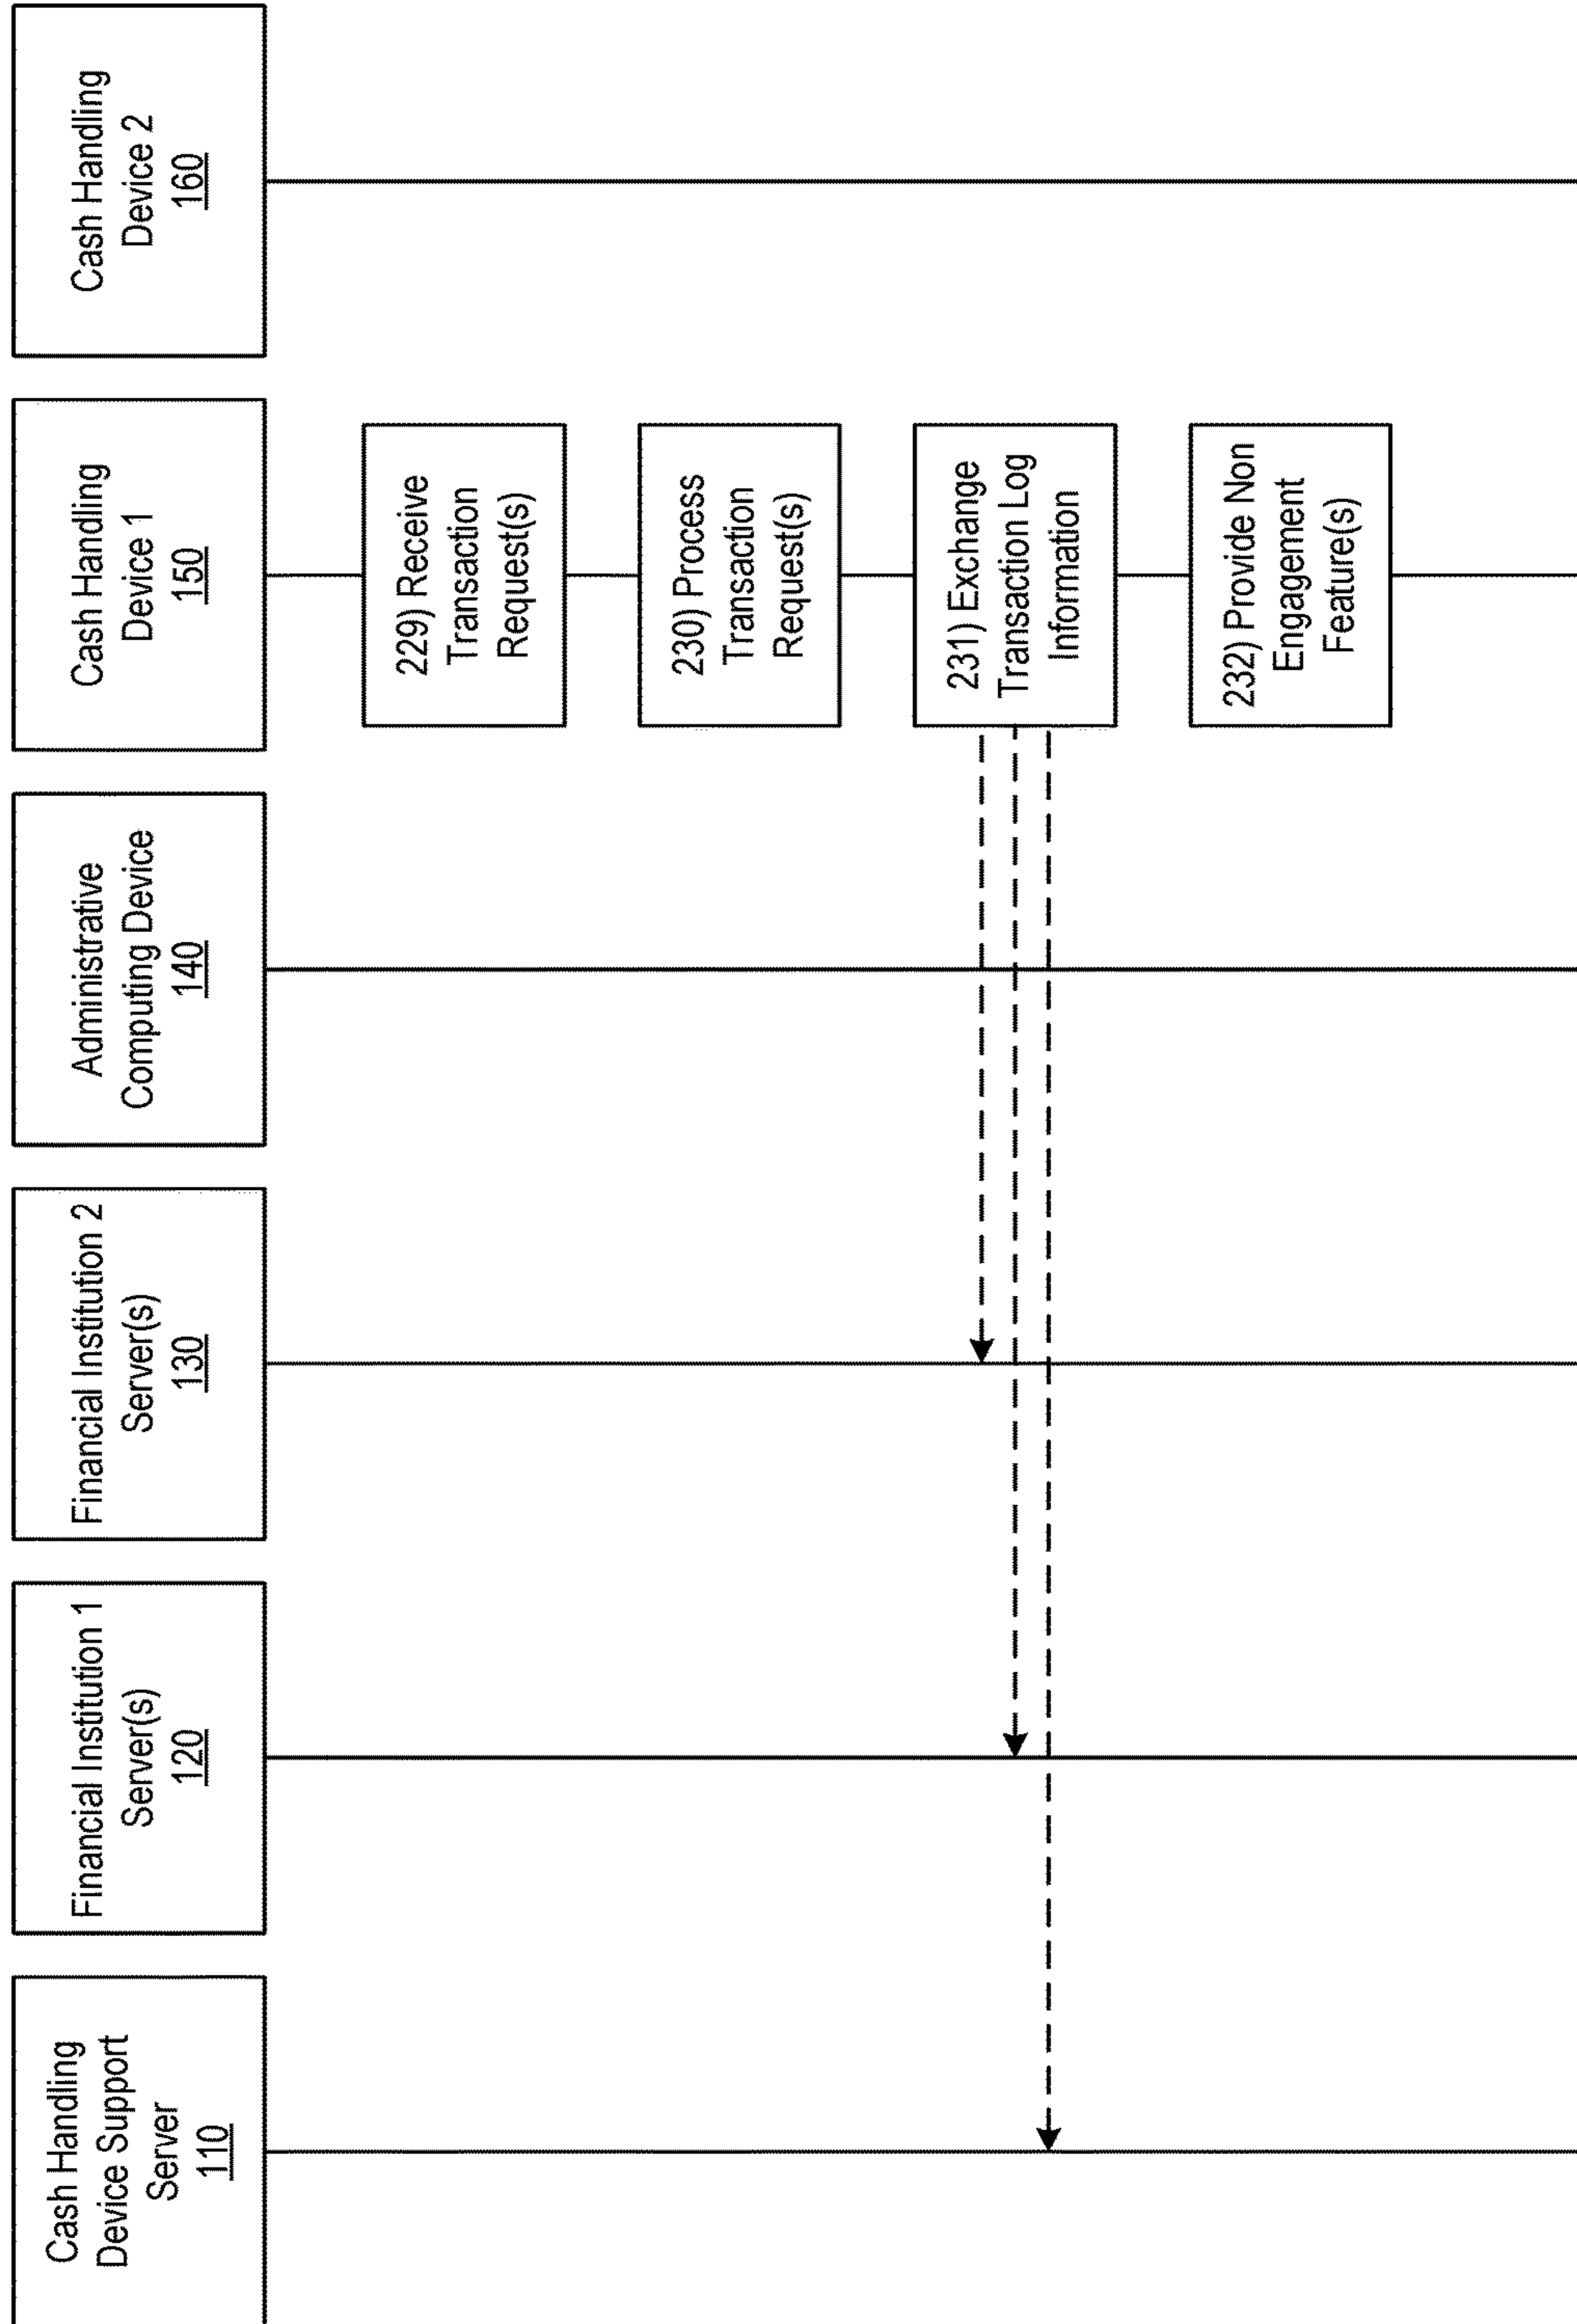 Cash Handling
Device Support
Server
110
Financial Institution 1
Server(s)
120
Financial Institution 2
Server(s)
130
Administrative
Computing Device
140
Cash Handling
Device 1
150
Cash Handling
Device 2
160
229) Receive
Transaction
Request(s)
230) Process
Transaction
Request(s)
231) Exchange
Transaction Log
Information
232) Provide Non
Engagement
Feature(s)